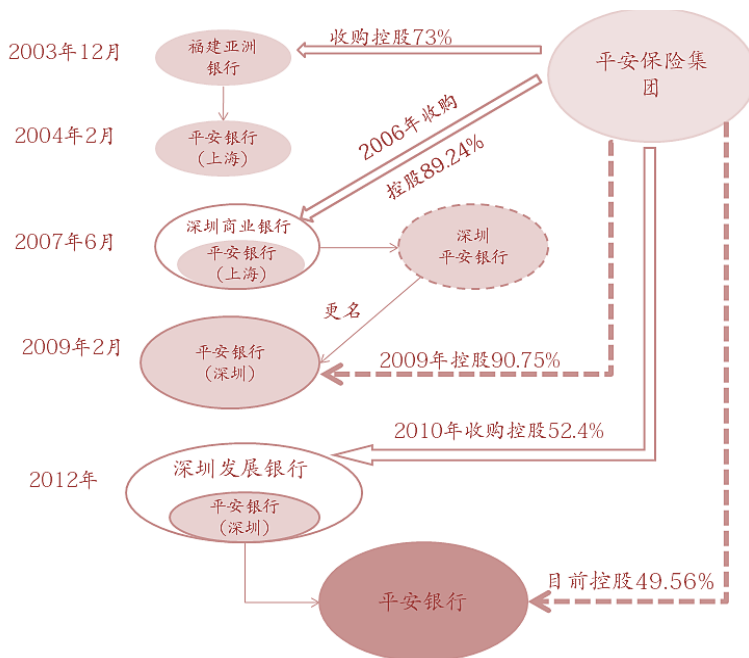 2003年12月
福建亚洲
银行
收购控股73%
平安保险集
团
2004年2月
平安银行
(上海)
2006年收购
控股89.24%
2007年6月
深圳商业银行
平安银行
(上海)
深圳
平安银行
更名
2009年2月
平安银行
(深圳)
2009年控股90.75%
2010年收购控股52.4%
2012年
深圳发展银行
平安银行
(深圳)
平安银行
目前控股49.56%